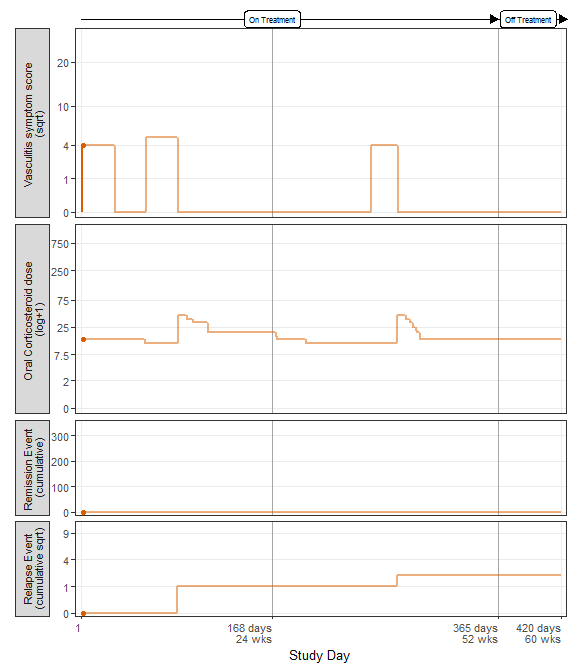 On Treatment
Off Treatment
Vasculitis symptom score
(sqrt)
20
10
4
1
0
Oral Corticosteroid dose
(log+1)
750
250
75
25
7.5
2
0
Remission Event
(cumulative)
300
200
100
0
Relapse Event
(cumulative sqrt)
9
4
1
0
1
168 days
24 wks
365 days
52 wks
420 days
60 wks
Study Day